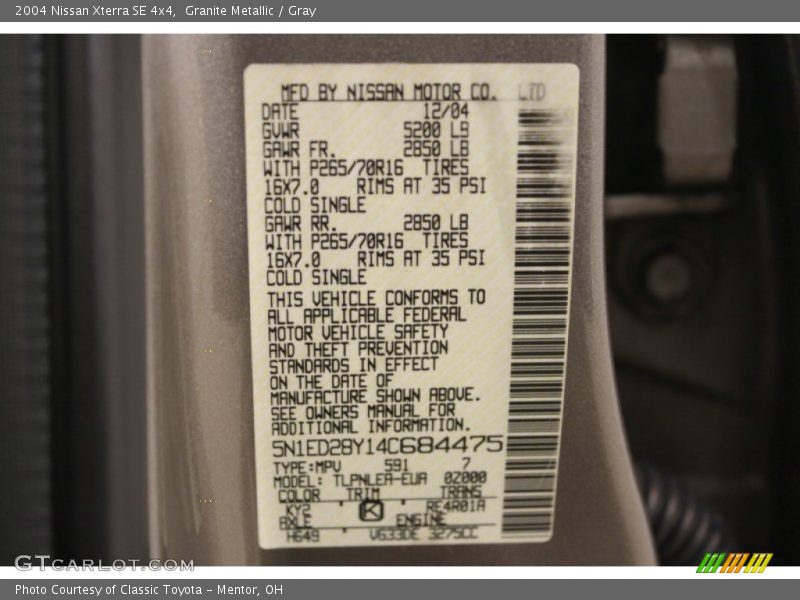 2004 Nissan Xterra SE 4x4,  Granite Metallic / Gray
MFD BY NISSAN MOTOR CO. LTD
DATE 12/04
GVWR 5200 LB
GAWR FR. 2850 LB
WITH P265/70R16 TIRES
16X7.0 RIMS AT 35 PSI
COLD SINGLE
GAWR RR. 2850 LB
WITH P265/70R16 TIRES
16X7.0 RIMS AT 35 PSI
COLD SINGLE
THIS VEHICLE CONFORMS TO
ALL APPLICABLE FEDERAL
MOTOR VEHICLE SAFETY
AND THEFT PREVENTION
STANDARDS IN EFFECT
ON THE DATE OF
MANUFACTURE SHOWN ABOVE.
SEE OWNERS MANUAL FOR
ADDITIONAL INFORMATION.
5N1ED28Y14C684475
TYPE:MPV 591 7
MODEL: TLPNLEA-EUA 0Z000
COLOR TRIM TRANS
KY2 K RE4R01A
AXLE ENGINE
H649 VG33DE 3275CC
GTCARLOT.COM
Photo Courtesy of Classic Toyota - Mentor, OH